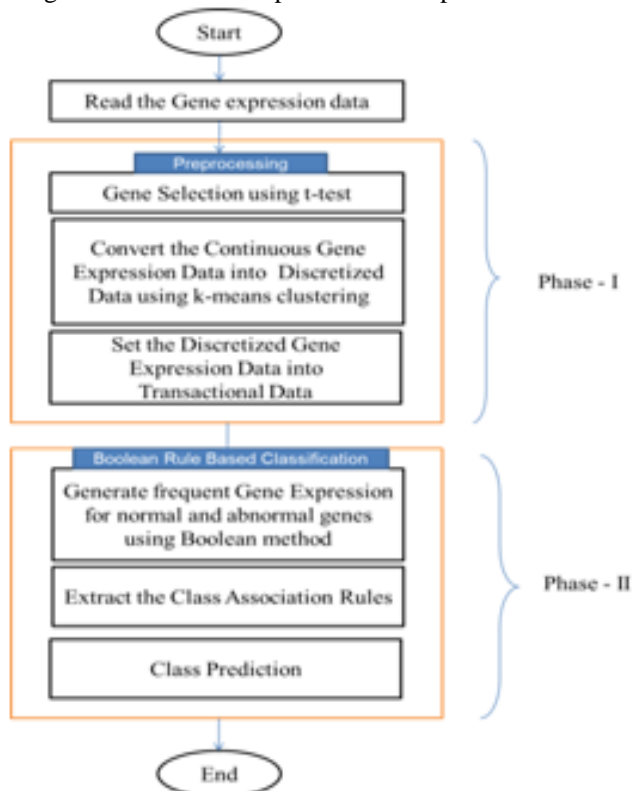 Start
Read the Gene expression data
Preprocessing
Gene Selection using t-test
Convert the Continuous Gene
Expression Data into Discretized
Data using k-means clustering
Set the Discretized Gene
Expression Data into
Transactional Data
Phase - I
Boolean Rule Based Classification
Generate frequent Gene Expression
for normal and abnormal genes
using Boolean method
Extract the Class Association Rules
Class Prediction
Phase - II
End